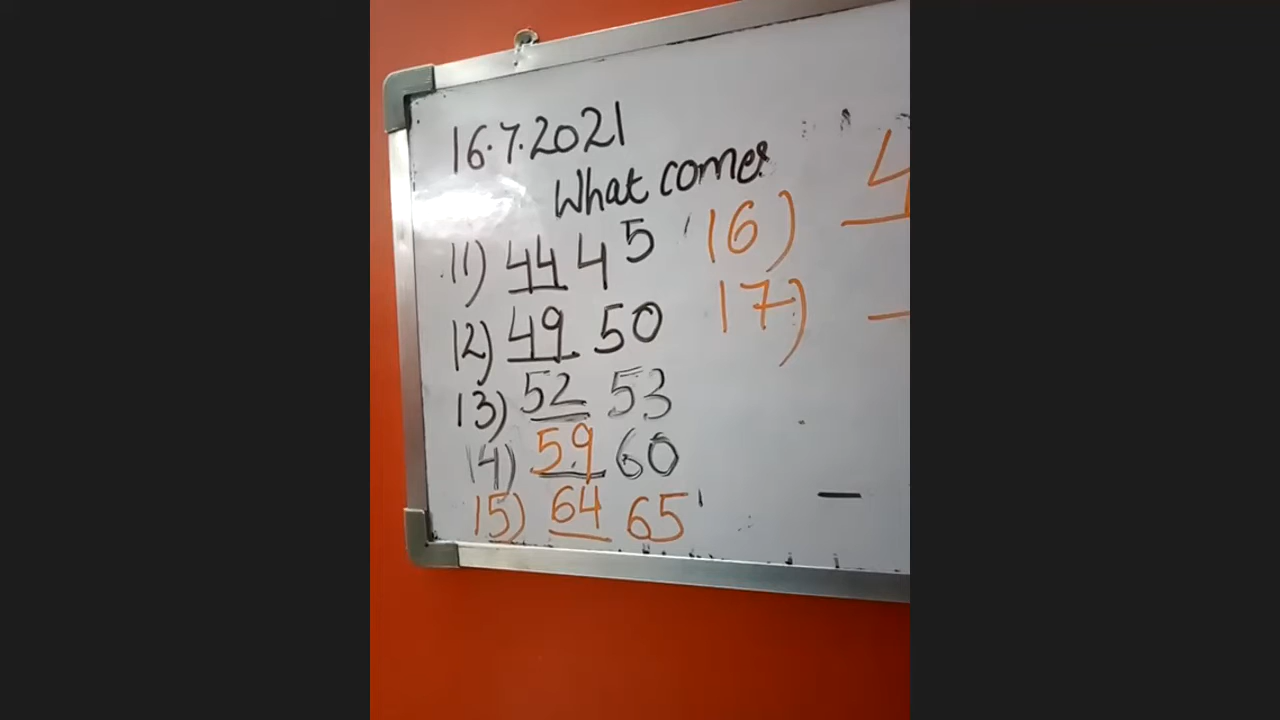 16.7.2021
What comes
11) 44 45
12) 49 50
13) 52 53
14) 59 60
15) 64 65
16) 4
17)